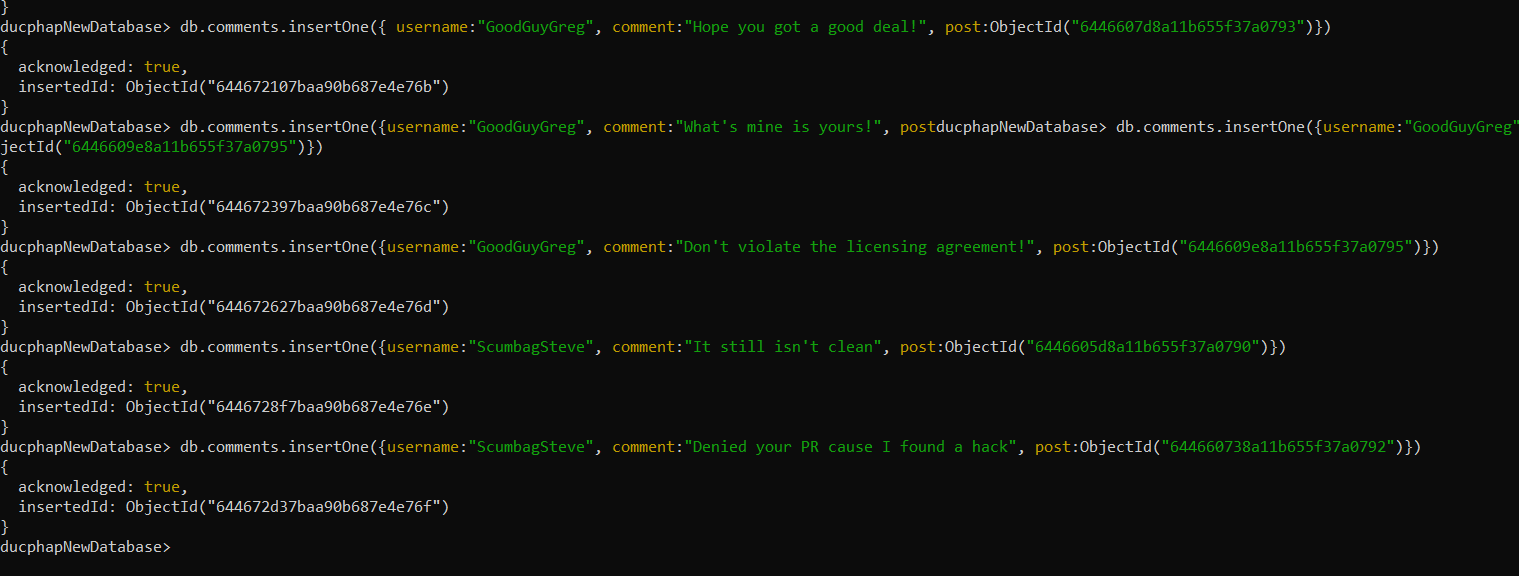 }
ducphapNewDatabase> db.comments.insertOne({ username:"GoodGuyGreg", comment:"Hope you got a good deal!", post:ObjectId("6446607d8a11b655f37a0793")})
{
  acknowledged: true,
  insertedId: ObjectId("644672107baa90b687e4e76b")
}
ducphapNewDatabase> db.comments.insertOne({username:"GoodGuyGreg", comment:"What's mine is yours!", postducphapNewDatabase> db.comments.insertOne({username:"GoodGuyGreg"
jectId("6446609e8a11b655f37a0795")})
{
  acknowledged: true,
  insertedId: ObjectId("644672397baa90b687e4e76c")
}
ducphapNewDatabase> db.comments.insertOne({username:"GoodGuyGreg", comment:"Don't violate the licensing agreement!", post:ObjectId("6446609e8a11b655f37a0795")})
{
  acknowledged: true,
  insertedId: ObjectId("644672627baa90b687e4e76d")
}
ducphapNewDatabase> db.comments.insertOne({username:"ScumbagSteve", comment:"It still isn't clean", post:ObjectId("6446605d8a11b655f37a0790")})
{
  acknowledged: true,
  insertedId: ObjectId("6446728f7baa90b687e4e76e")
}
ducphapNewDatabase> db.comments.insertOne({username:"ScumbagSteve", comment:"Denied your PR cause I found a hack", post:ObjectId("644660738a11b655f37a0792")})
{
  acknowledged: true,
  insertedId: ObjectId("644672d37baa90b687e4e76f")
}
ducphapNewDatabase>